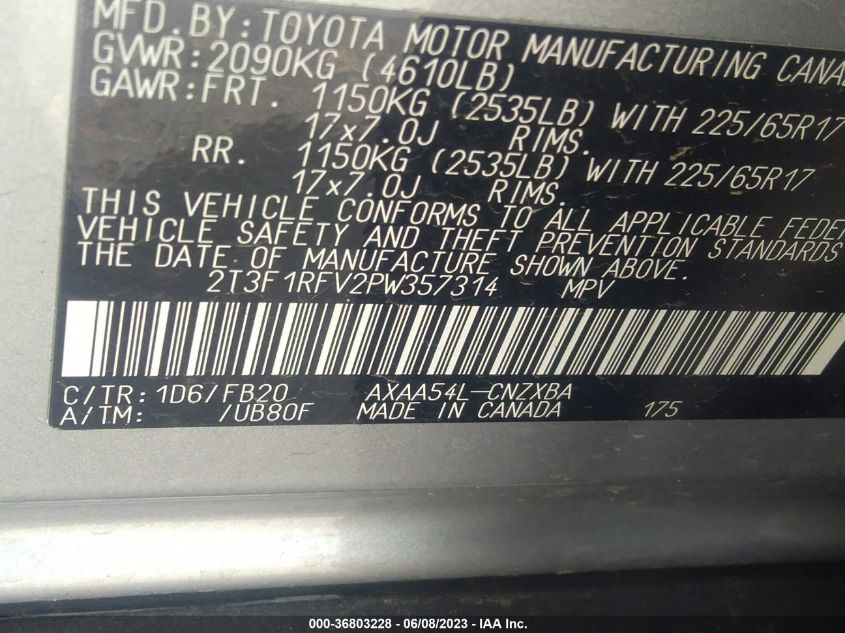 MFD.BY:TOYOTA MOTOR MANUFACTURING
GVWR:2090KG (4610LB)
GAWR:FRT. 1150KG (2535LB) WITH 225/65R17
17x7.0J RIMS.
RR. 1150KG (2535LB) WITH 225/65R17
17x7.0J RIMS.
THIS VEHICLE CONFORMS TO ALL APPLICABLE
VEHICLE SAFETY AND THEFT PREVENTION STANDARDS
THE DATE OF MANUFACTURE SHOWN ABOVE.
2T3F1RFV2PW357314 MPV
C/TR:1D6/FB20 AXAA54L-CNZXBA
A/TM: /UB80F MADE IN CANADA 175
000-36803228 - 06/08/2023 - IAA Inc.